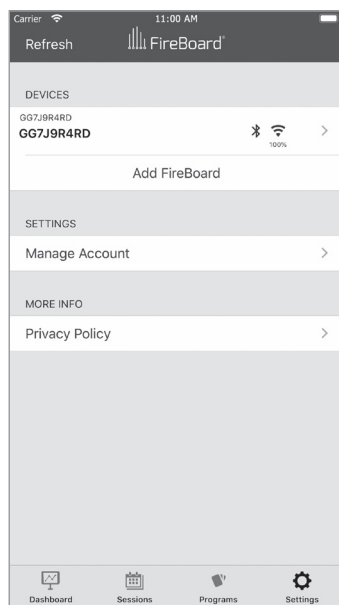 Carrier 11:00 AM
Refresh FireBoard®
DEVICES
GG7J9R4RD
GG7J9R4RD
100%
Add FireBoard
SETTINGS
Manage Account
MORE INFO
Privacy Policy
Dashboard Sessions Programs Settings